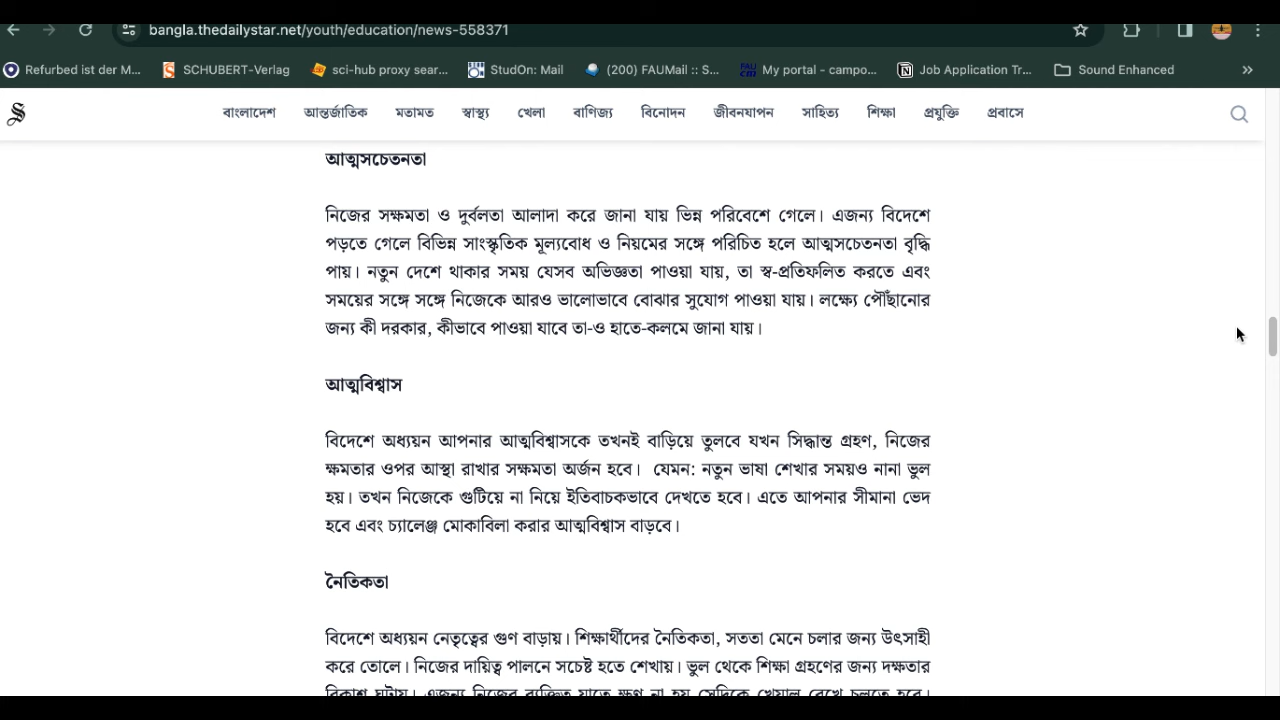 bangla.thedailystar.net/youth/education/news-558371
Refurbed ist der M... SCHUBERT-Verlag sci-hub proxy sear... StudOn: Mail (200) FAUMail :: S... My portal - campo... Job Application Tr... Sound Enhanced
বাংলাদেশ আন্তর্জাতিক মতামত স্বাস্থ্য খেলা বাণিজ্য বিনোদন জীবনযাপন সাহিত্য শিক্ষা প্রযুক্তি প্রবাসে
আত্মসচেতনতা
নিজের সক্ষমতা ও দুর্বলতা আলাদা করে জানা যায় ভিন্ন পরিবেশে গেলে। এজন্য বিদেশে
পড়তে গেলে বিভিন্ন সাংস্কৃতিক মূল্যবোধ ও নিয়মের সঙ্গে পরিচিত হলে আত্মসচেতনতা বৃদ্ধি
পায়। নতুন দেশে থাকার সময় যেসব অভিজ্ঞতা পাওয়া যায়, তা স্ব-প্রতিফলিত করতে এবং
সময়ের সঙ্গে সঙ্গে নিজেকে আরও ভালোভাবে বোঝার সুযোগ পাওয়া যায়। লক্ষ্যে পৌঁছানোর
জন্য কী দরকার, কীভাবে পাওয়া যাবে তা-ও হাতে-কলমে জানা যায়।
আত্মবিশ্বাস
বিদেশে অধ্যয়ন আপনার আত্মবিশ্বাসকে তখনই বাড়িয়ে তুলবে যখন সিদ্ধান্ত গ্রহণ, নিজের
ক্ষমতার ওপর আস্থা রাখার সক্ষমতা অর্জন হবে। যেমন: নতুন ভাষা শেখার সময়ও নানা ভুল
হয়। তখন নিজেকে গুটিয়ে না নিয়ে ইতিবাচকভাবে দেখতে হবে। এতে আপনার সীমানা ভেদ
হবে এবং চ্যালেঞ্জ মোকাবিলা করার আত্মবিশ্বাস বাড়বে।
নৈতিকতা
বিদেশে অধ্যয়ন নেতৃত্বের গুণ বাড়ায়। শিক্ষার্থীদের নৈতিকতা, সততা মেনে চলার জন্য উৎসাহী
করে তোলে। নিজের দায়িত্ব পালনে সচেষ্ট হতে শেখায়। ভুল থেকে শিক্ষা গ্রহণের জন্য দক্ষতার
বিকাশ ঘটায়। এজন্য নিজের ব্যক্তিত্ব যাতে ক্ষুণ্ন না হয় সেদিকে খেয়াল রেখে চলতে হবে।